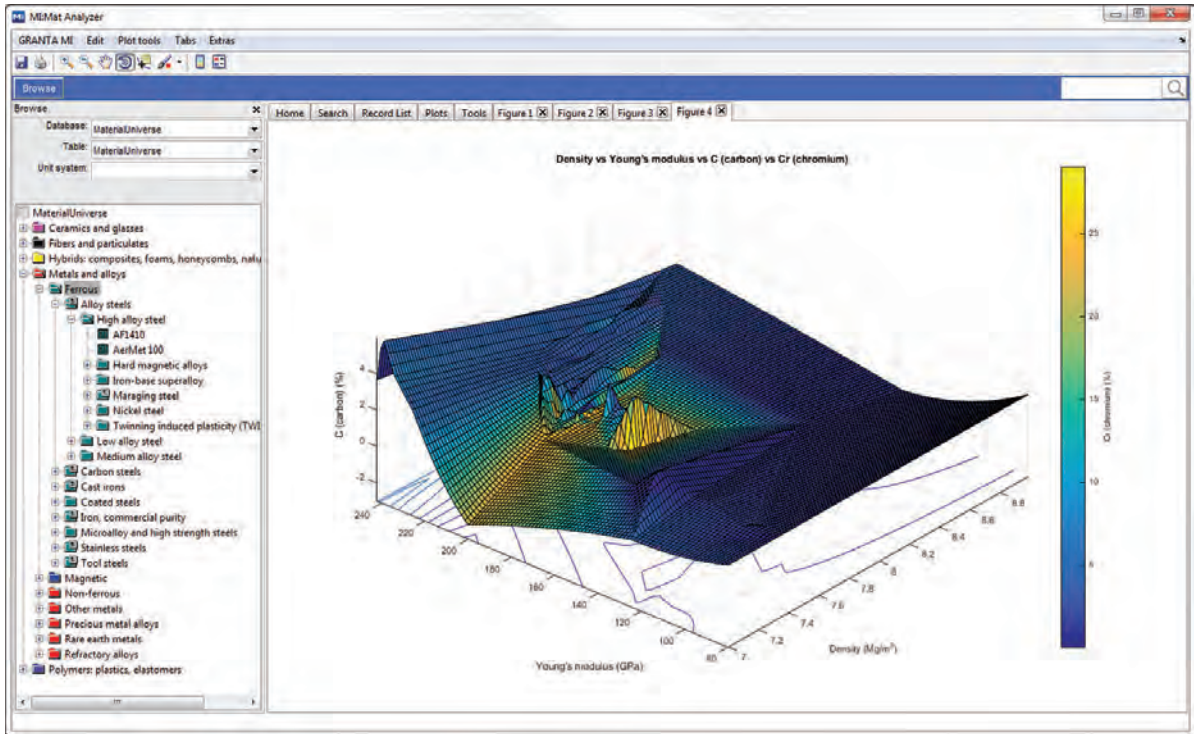 MI:Mat Analyzer
GRANTA MI Edit Plot tools Tabs Extras
Browse
Browse
Database: MaterialUniverse
Table: MaterialUniverse
Unit system:
MaterialUniverse
Ceramics and glasses
Fibers and particulates
Hybrids: composites, foams, honeycombs, natu
Metals and alloys
Ferrous
Alloy steels
High alloy steel
AF1410
AerMet 100
Hard magnetic alloys
Iron-base superalloy
Maraging steel
Nickel steel
Twinning induced plasticity (TWI
Low alloy steel
Medium alloy steel
Carbon steels
Cast irons
Coated steels
Iron, commercial purity
Microalloy and high strength steels
Stainless steels
Tool steels
Magnetic
Non-ferrous
Other metals
Precious metal alloys
Rare earth metals
Refractory alloys
Polymers: plastics, elastomers
Home Search Record List Plots Tools Figure 1 Figure 2 Figure 3 Figure 4
Density vs Young's modulus vs C (carbon) vs Cr (chromium)
C (carbon) (%)
4
2
0
-2
240
220
200
180
160
140
120
100
80
Young's modulus (GPa)
7
7.2
7.4
7.6
7.8
8
8.2
8.4
8.6
8.8
Density (Mg/m³)
25
20
15
10
5
Cr (chromium) (%)